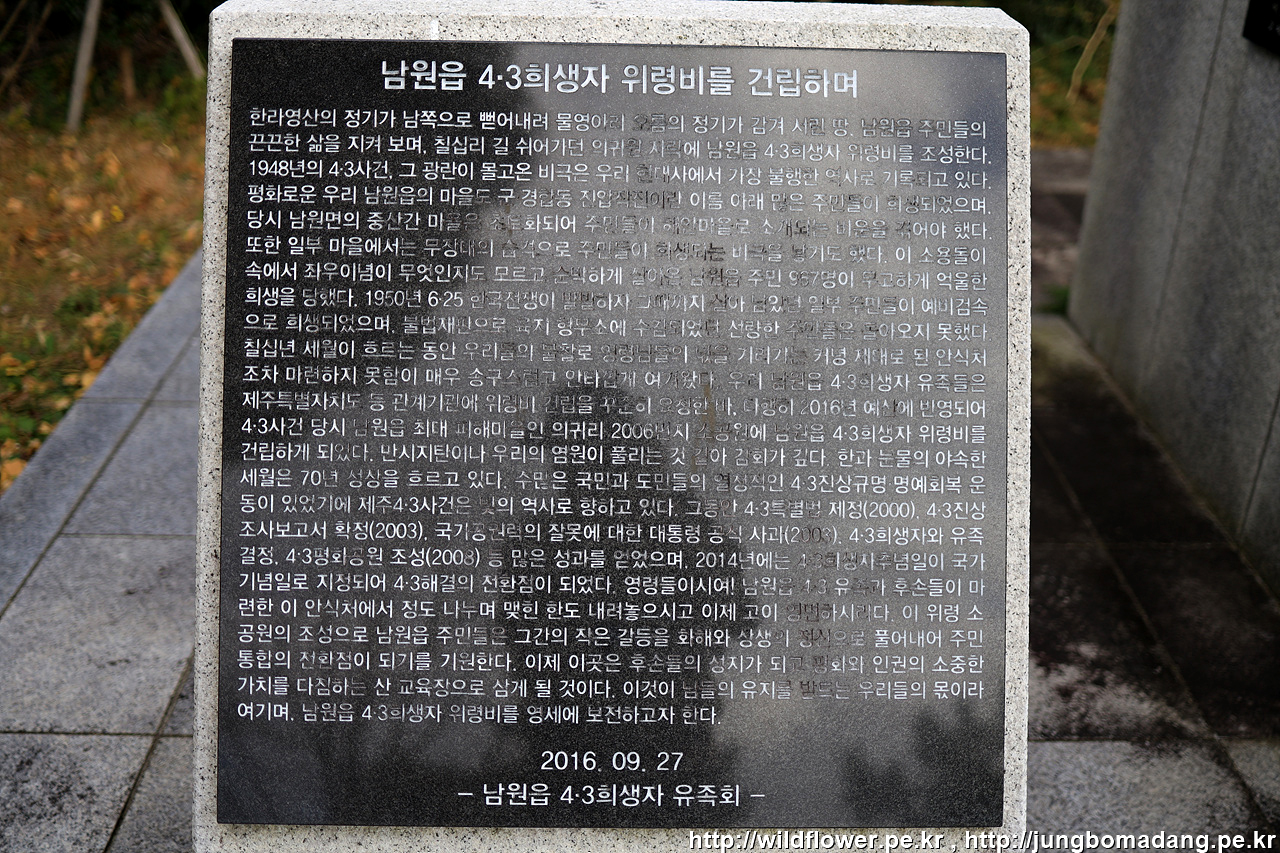 남원읍 4·3희생자 위령비를 건립하며
한라영산의 정기가 남쪽으로 뻗어내려 물영아리 오름의 정기가 감겨 서린 땅. 남원읍 주민들의
끈끈한 삶을 지켜 보며, 칠십리 길 쉬어가던 의귀원 시력에 남원읍 4·3희생자 위령비를 조성한다.
1948년의 4·3사건, 그 광란이 몰고온 비극은 우리 현대사에서 가장 불행한 역사로 기록되고 있다.
평화로운 우리 남원읍의 마을도 구 경합동 진압작전이란 이름 아래 많은 주민들이 희생되었으며,
당시 남원면의 중산간 마을은 초토화되어 주민들이 해안마을로 소개되는 비운을 겪어야 했다.
또한 일부 마을에서는 무장대의 습격으로 주민들이 희생되는 비극을 낳기도 했다. 이 소용돌이
속에서 좌우이념이 무엇인지도 모르고 순박하게 살아온 남원읍 주민 967명이 무고하게 억울한
희생을 당했다. 1950년 6·25 한국전쟁이 발발하자 그때까지 살아 남았던 일부 주민들이 예비검속
으로 희생되었으며, 불법재판으로 육지 형무소에 수감되었던 선량한 주민들은 돌아오지 못했다
칠십년 세월이 흐르는 동안 우리들의 불찰로 영령님들의 넋을 기리기는 커녕 제대로 된 안식처
조차 마련하지 못함이 매우 송구스럽고 안타깝게 여겨왔다. 우리 남원읍 4·3희생자 유족들은
제주특별자치도 등 관계기관에 위령비 건립을 꾸준히 요청한 바, 다행히 2016년 예산에 반영되어
4·3사건 당시 남원읍 최대 피해마을인 의귀리 2006번지 소공원에 남원읍 4·3희생자 위령비를
건립하게 되었다. 만시지탄이나 우리의 염원이 풀리는 것 같아 감회가 깊다. 한과 눈물의 야속한
세월은 70년 성상을 흐르고 있다. 수많은 국민과 도민들의 열정적인 4·3진상규명 명예회복 운
동이 있었기에 제주4·3사건은 빛의 역사로 향하고 있다. 그동안 4·3특별법 제정(2000), 4·3진상
조사보고서 확정(2003), 국가공권력의 잘못에 대한 대통령 공식 사과(2003), 4·3희생자와 유족
결정, 4·3평화공원 조성(2008) 등 많은 성과를 얻었으며, 2014년에는 4·3희생자추념일이 국가
기념일로 지정되어 4·3해결의 전환점이 되었다. 영령들이시여! 남원읍 4·3 유족과 후손들이 마
련한 이 안식처에서 정도 나누며 맺힌 한도 내려놓으시고 이제 고이 영면하시리다. 이 위령 소
공원의 조성으로 남원읍 주민들은 그간의 작은 갈등을 화해와 상생의 정신으로 풀어내어 주민
통합의 전환점이 되기를 기원한다. 이제 이곳은 후손들의 성지가 되고 평화와 인권의 소중한
가치를 다짐하는 산 교육장으로 삼게 될 것이다. 이것이 님들의 유지를 받드는 우리들의 몫이라
여기며, 남원읍 4·3희생자 위령비를 영세에 보전하고자 한다.
2016. 09. 27
- 남원읍 4·3희생자 유족회 -
http://wildflower.pe.kr , http://jungbomadang.pe.kr